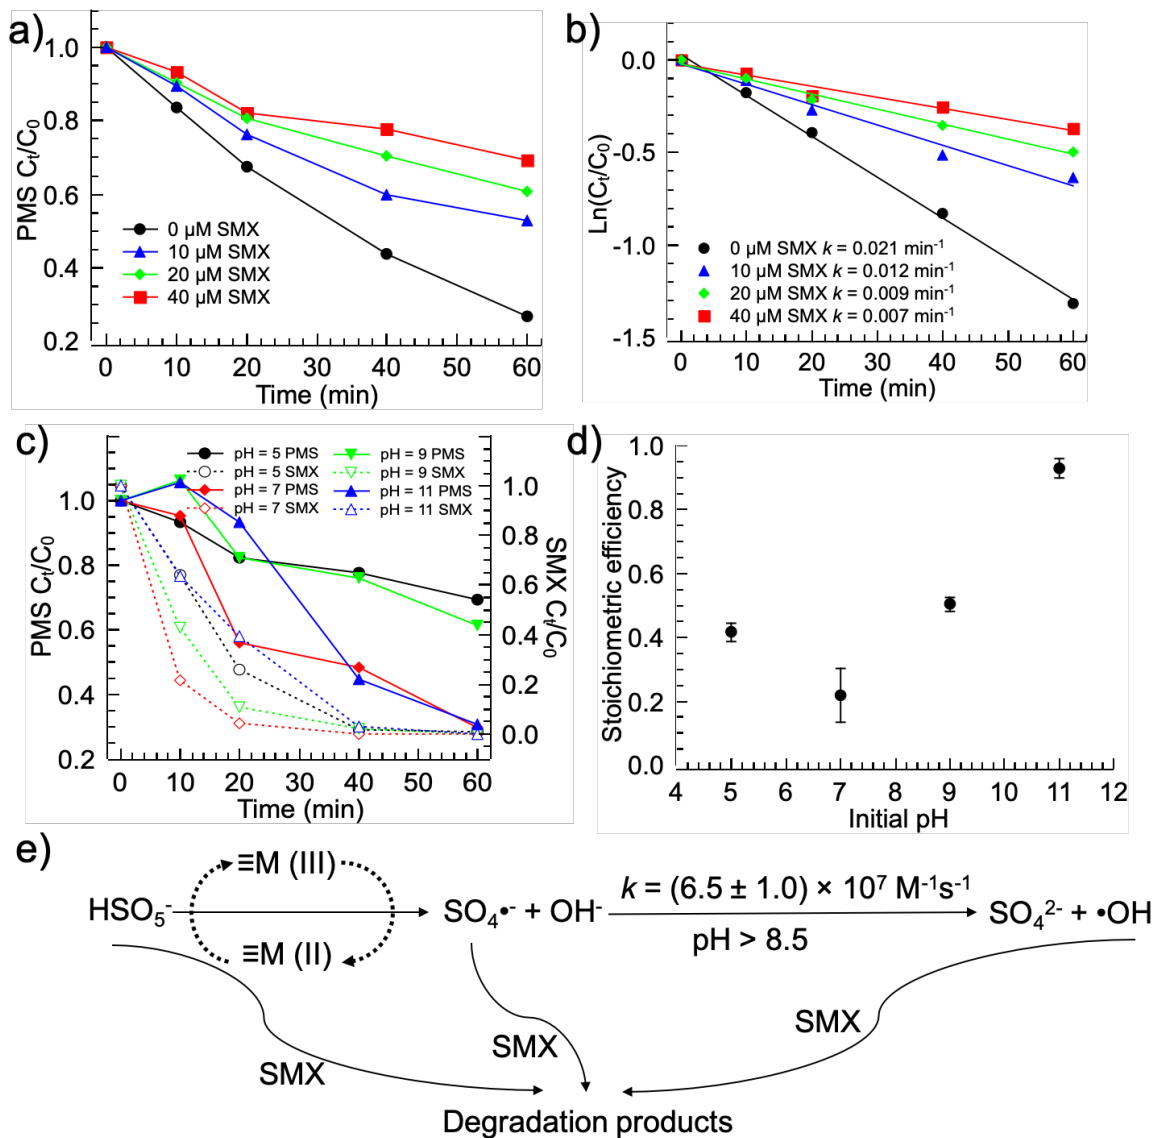 a)
PMS Cₜ/C₀
1.0
0.8
0.6
0.4
0.2
0 µM SMX
10 µM SMX
20 µM SMX
40 µM SMX
0 10 20 30 40 50 60
Time (min)
b)
Ln(Cₜ/C₀)
0.0
-0.5
-1.0
-1.5
0 µM SMX k = 0.021 min⁻¹
10 µM SMX k = 0.012 min⁻¹
20 µM SMX k = 0.009 min⁻¹
40 µM SMX k = 0.007 min⁻¹
0 10 20 30 40 50 60
Time (min)
c)
PMS Cₜ/C₀
1.0
0.8
0.6
0.4
0.2
pH = 5 PMS
pH = 5 SMX
pH = 7 PMS
pH = 7 SMX
pH = 9 PMS
pH = 9 SMX
pH = 11 PMS
pH = 11 SMX
1.0
0.8
0.6
0.4
0.2
0.0
SMX Cₜ/C₀
0 10 20 30 40 50 60
Time (min)
d)
Stoichiometric efficiency
1.0
0.8
0.6
0.4
0.2
0.0
4 5 6 7 8 9 10 11 12
Initial pH
e)
≡M (III)
HSO₅⁻
≡M (II)
SO₄•⁻ + OH⁻
k = (6.5 ± 1.0) × 10⁷ M⁻¹s⁻¹
pH > 8.5
SO₄²⁻ + •OH
SMX
SMX
SMX
Degradation products